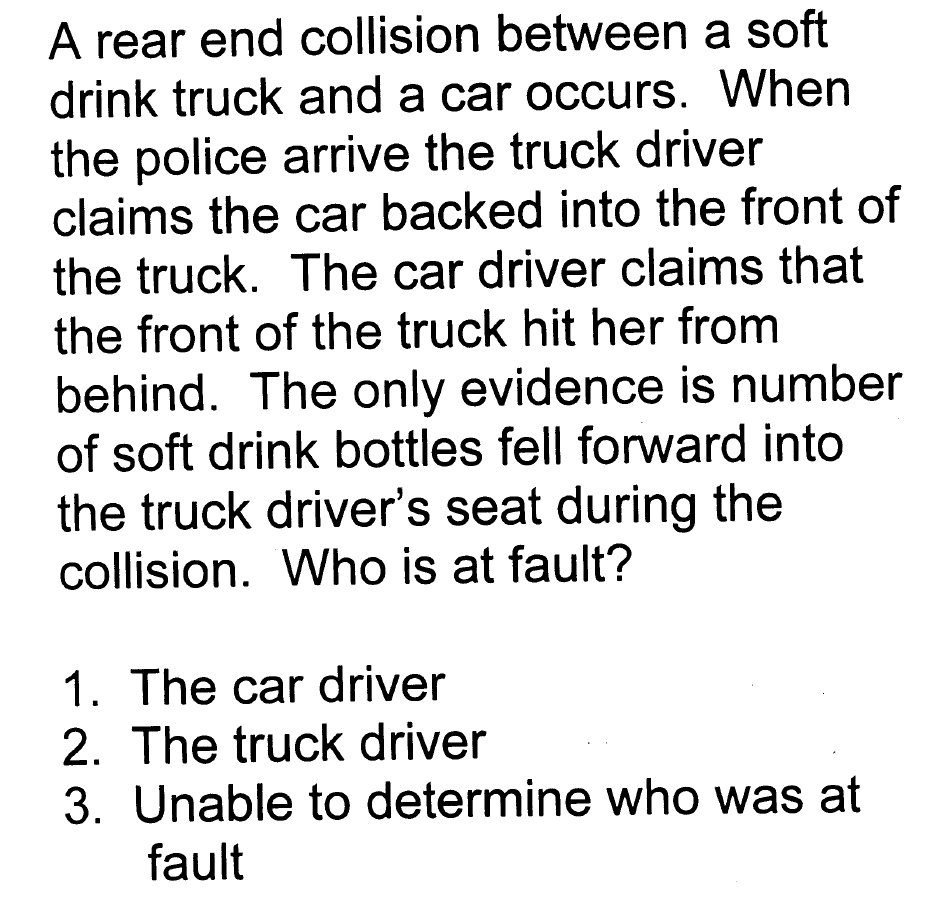 A rear end collision between a soft
drink truck and a car occurs.  When
the police arrive the truck driver
claims the car backed into the front of
the truck.  The car driver claims that
the front of the truck hit her from
behind.  The only evidence is number
of soft drink bottles fell forward into
the truck driver's seat during the
collision.  Who is at fault?
1.  The car driver
2.  The truck driver
3.  Unable to determine who was at
fault